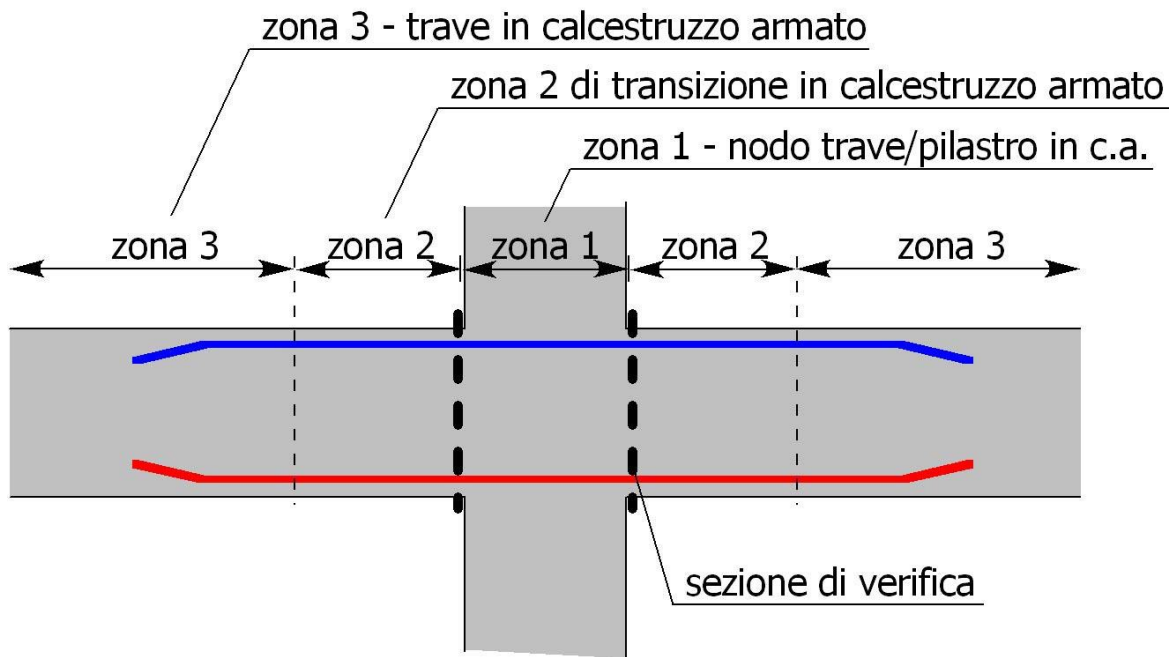 zona 3 - trave in calcestruzzo armato
zona 2 di transizione in calcestruzzo armato
zona 1 - nodo trave/pilastro in c.a.
zona 3
zona 2
zona 1
zona 2
zona 3
sezione di verifica